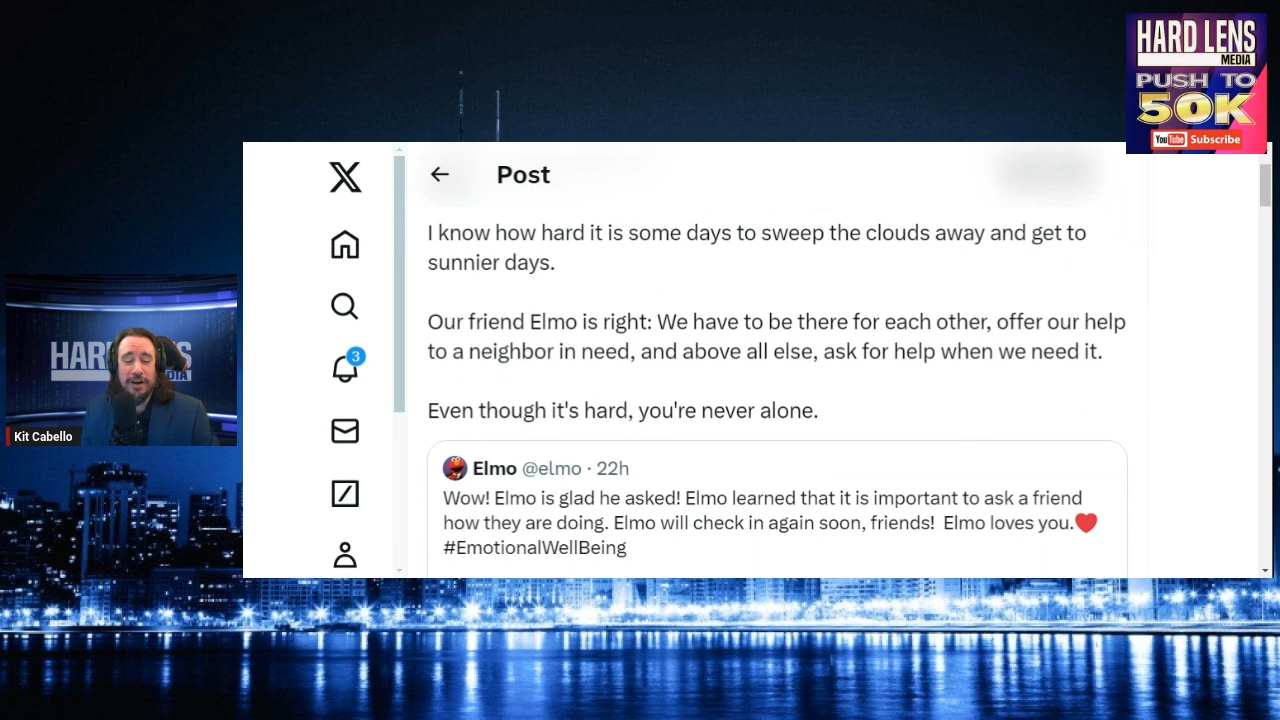 HARD LENS
MEDIA
PUSH TO
50K
YouTube Subscribe
X
Post
I know how hard it is some days to sweep the clouds away and get to
sunnier days.
Our friend Elmo is right: We have to be there for each other, offer our help
to a neighbor in need, and above all else, ask for help when we need it.
Even though it's hard, you're never alone.
3
Elmo @elmo · 22h
Wow! Elmo is glad he asked! Elmo learned that it is important to ask a friend
how they are doing. Elmo will check in again soon, friends!  Elmo loves you.❤️
#EmotionalWellBeing
Kit Cabello